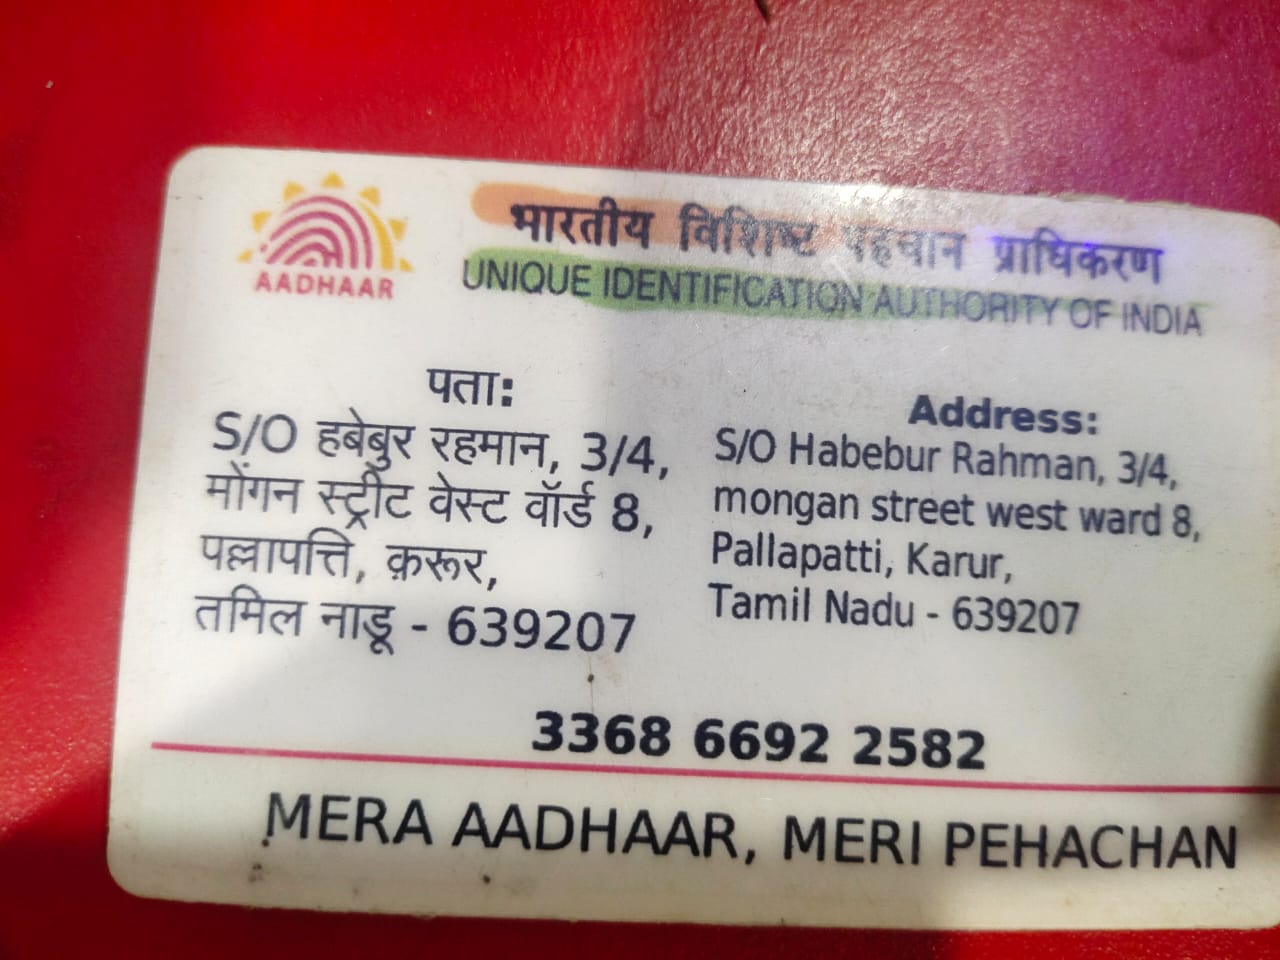 AADHAAR
भारतीय विशिष्ट पहचान प्राधिकरण
UNIQUE IDENTIFICATION AUTHORITY OF INDIA
पता:
S/O हबेबुर रहमान, 3/4,
मोंगन स्ट्रीट वेस्ट वॉर्ड 8,
पल्लापत्ति, क़रूर,
तमिल नाडू - 639207
Address:
S/O Habebur Rahman, 3/4,
mongan street west ward 8,
Pallapatti, Karur,
Tamil Nadu - 639207
3368 6692 2582
MERA AADHAAR, MERI PEHACHAN